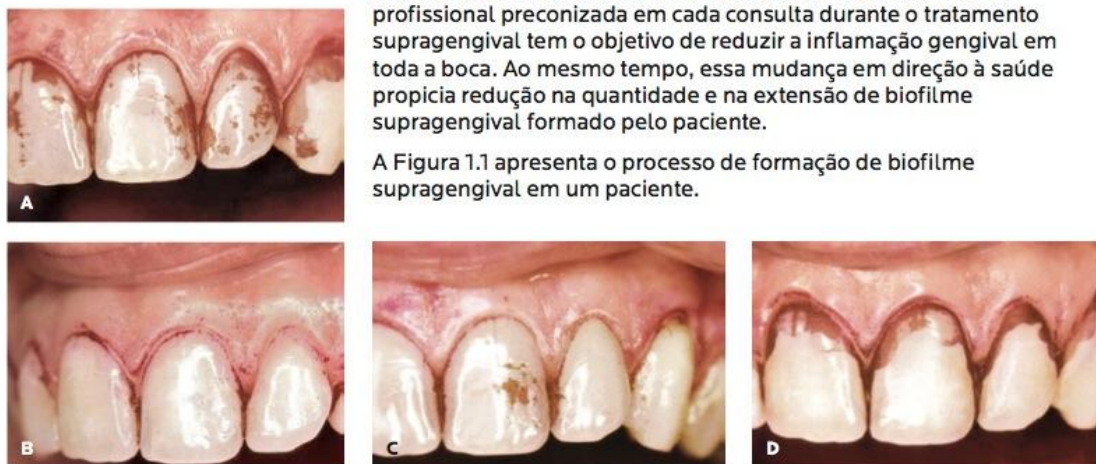 profissional preconizada em cada consulta durante o tratamento
supragengival tem o objetivo de reduzir a inflamação gengival em
toda a boca. Ao mesmo tempo, essa mudança em direção à saúde
propicia redução na quantidade e na extensão de biofilme
supragengival formado pelo paciente.
A Figura 1.1 apresenta o processo de formação de biofilme
supragengival em um paciente.
A
B
C
D